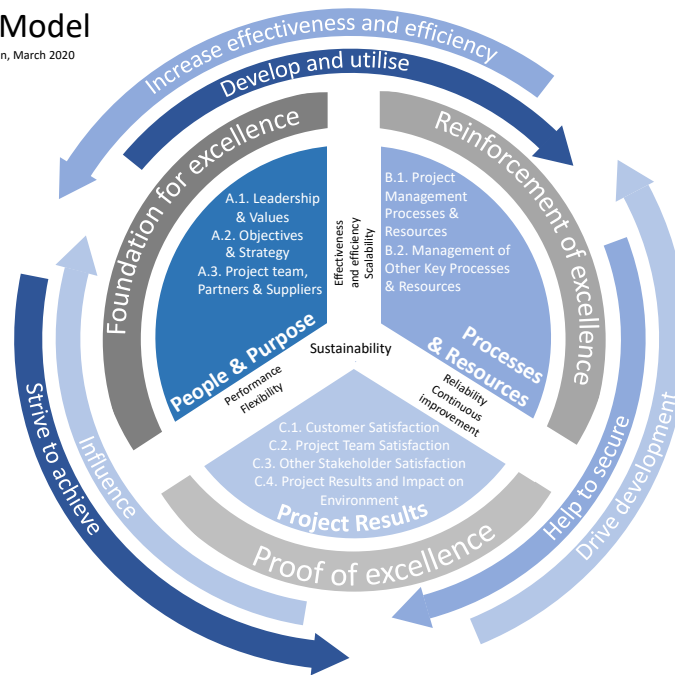 Model
n, March 2020
Increase effectiveness and efficiency
Develop and utilise
Foundation for excellence
Reinforcement of excellence
A.1. Leadership
& Values
A.2. Objectives
& Strategy
A.3. Project team,
Partners & Suppliers
People & Purpose
Effectiveness
and efficiency
Scalability
B.1. Project
Management
Processes &
Resources
B.2. Management of
Other Key Processes
& Resources
Processes
& Resources
Sustainability
Performance
Flexibility
Reliability
Continuous
improvement
C.1. Customer Satisfaction
C.2. Project Team Satisfaction
C.3. Other Stakeholder Satisfaction
C.4. Project Results and Impact on
Environment
Project Results
Proof of excellence
Strive to achieve
Influence
Help to secure
Drive development